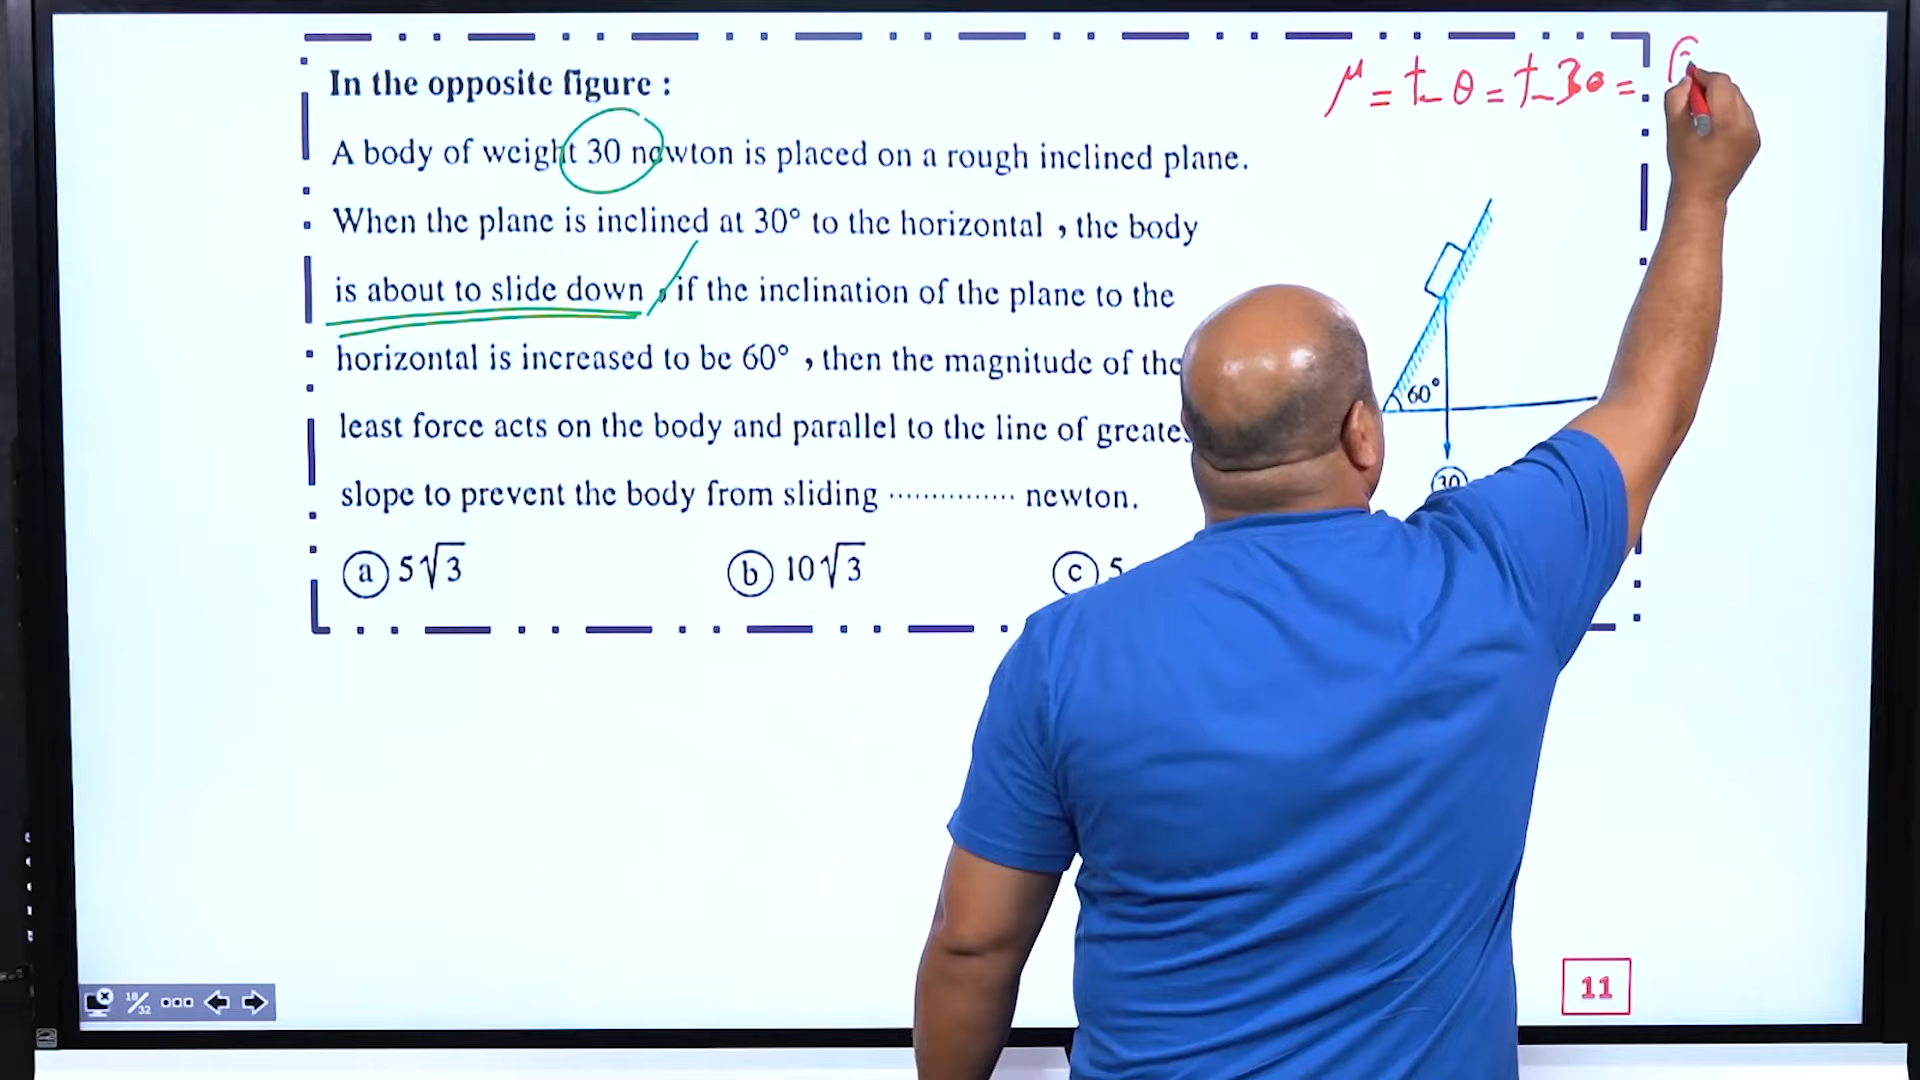 μ = tan θ = tan 30 =
In the opposite figure :
A body of weight 30 newton is placed on a rough inclined plane.
When the plane is inclined at 30° to the horizontal , the body
is about to slide down , if the inclination of the plane to the
horizontal is increased to be 60° , then the magnitude of the
least force acts on the body and parallel to the line of
slope to prevent the body from sliding ............... newton.
60°
30
a 5√3
b 10√3
c 5
18/32
11